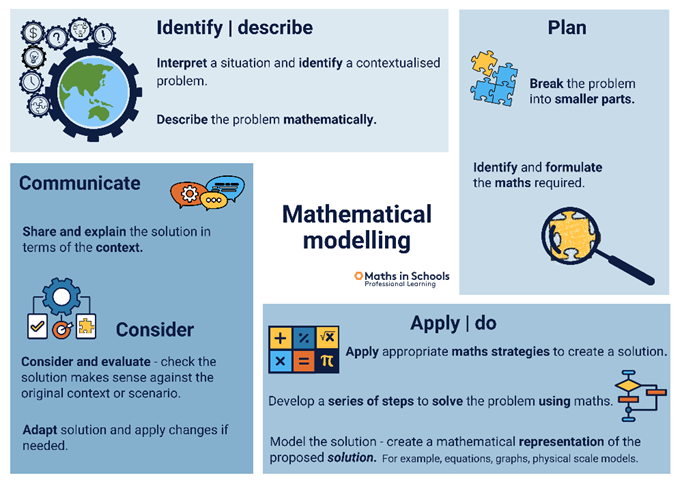 Identify | describe
Interpret a situation and identify a contextualised
problem.
Describe the problem mathematically.
$ ? !
Plan
Break the problem
into smaller parts.
Identify and formulate
the maths required.
Communicate
Share and explain the solution in
terms of the context.
Consider
Consider and evaluate - check the
solution makes sense against the
original context or scenario.
Adapt solution and apply changes if
needed.
Mathematical
modelling
Maths in Schools
Professional Learning
Apply | do
+ % √x
× = π
Apply appropriate maths strategies to create a solution.
Develop a series of steps to solve the problem using maths.
Model the solution - create a mathematical representation of the
proposed solution. For example, equations, graphs, physical scale models.